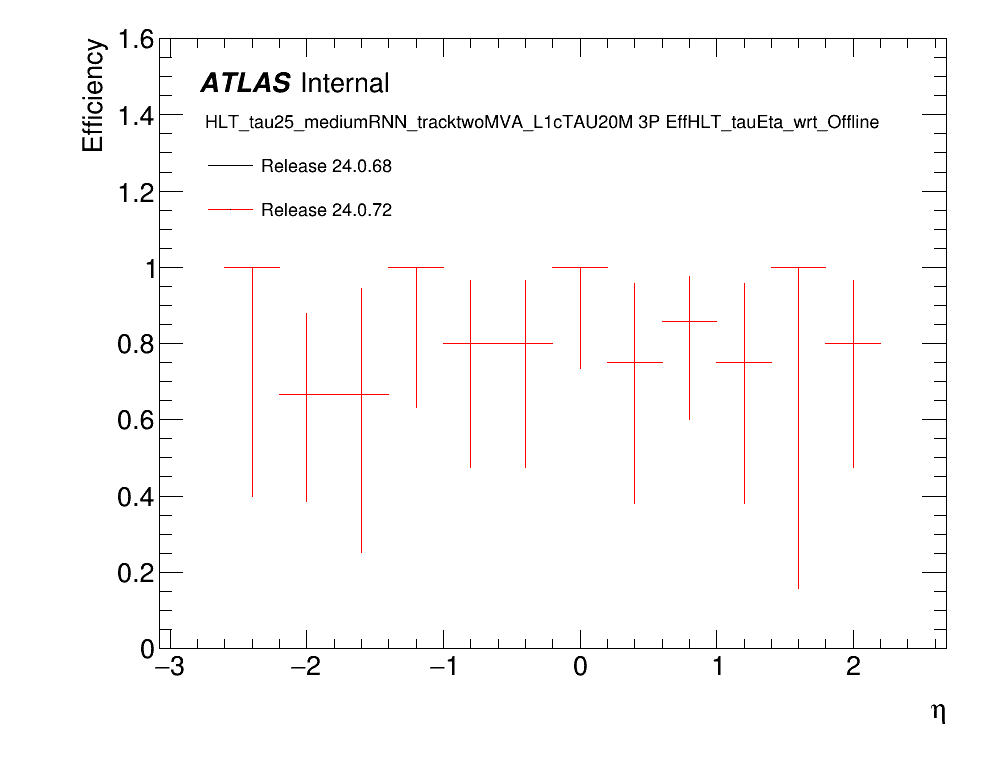 Efficiency
1.6
1.4
1.2
1
0.8
0.6
0.4
0.2
0
ATLAS Internal
HLT_tau25_mediumRNN_tracktwoMVA_L1cTAU20M 3P EffHLT_tauEta_wrt_Offline
Release 24.0.68
Release 24.0.72
−3 −2 −1 0 1 2
η